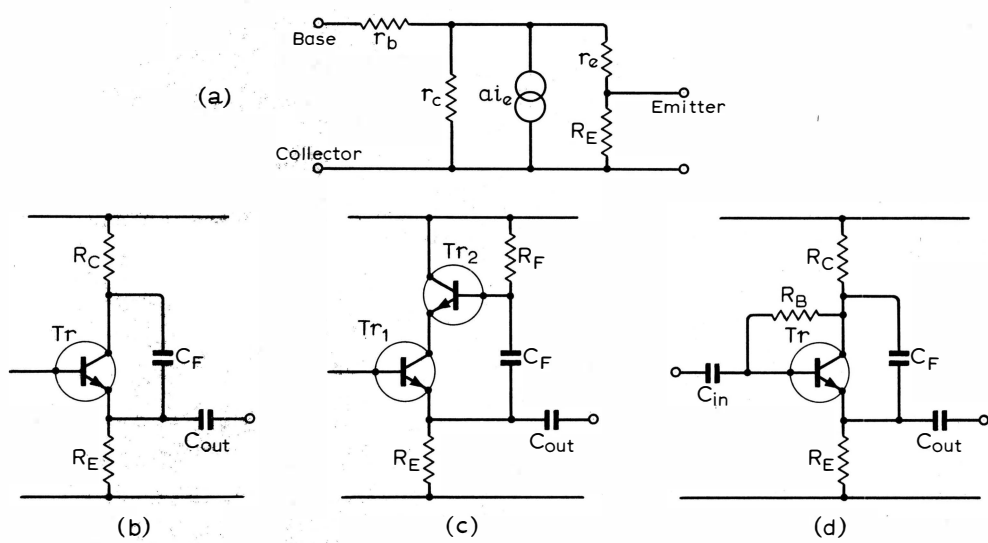 Base
r_b
(a)
r_c
ai_e
r_e
Emitter
R_E
Collector
R_C
Tr
C_F
C_out
R_E
(b)
Tr_2
R_F
Tr_1
C_F
C_out
R_E
(c)
R_C
R_B
Tr
C_F
C_in
C_out
R_E
(d)